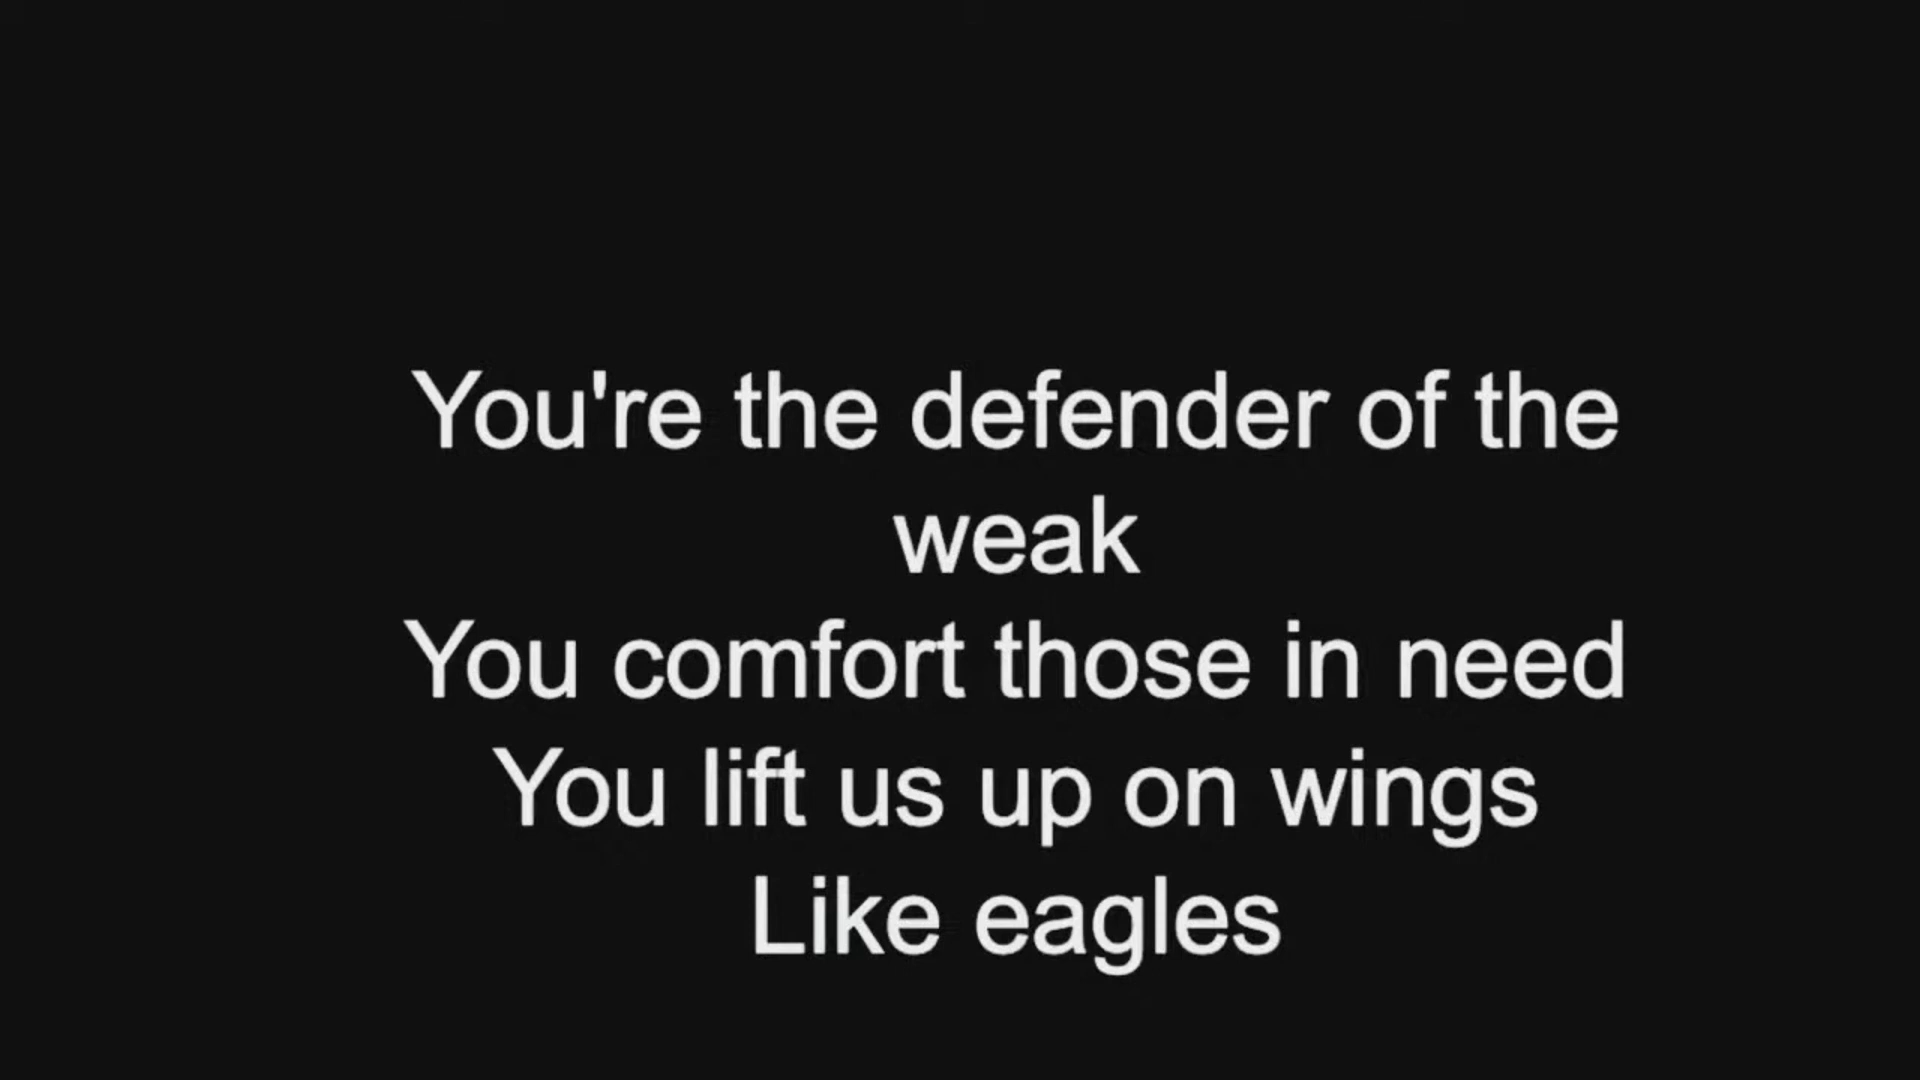 You're the defender of the
weak
You comfort those in need
You lift us up on wings
Like eagles